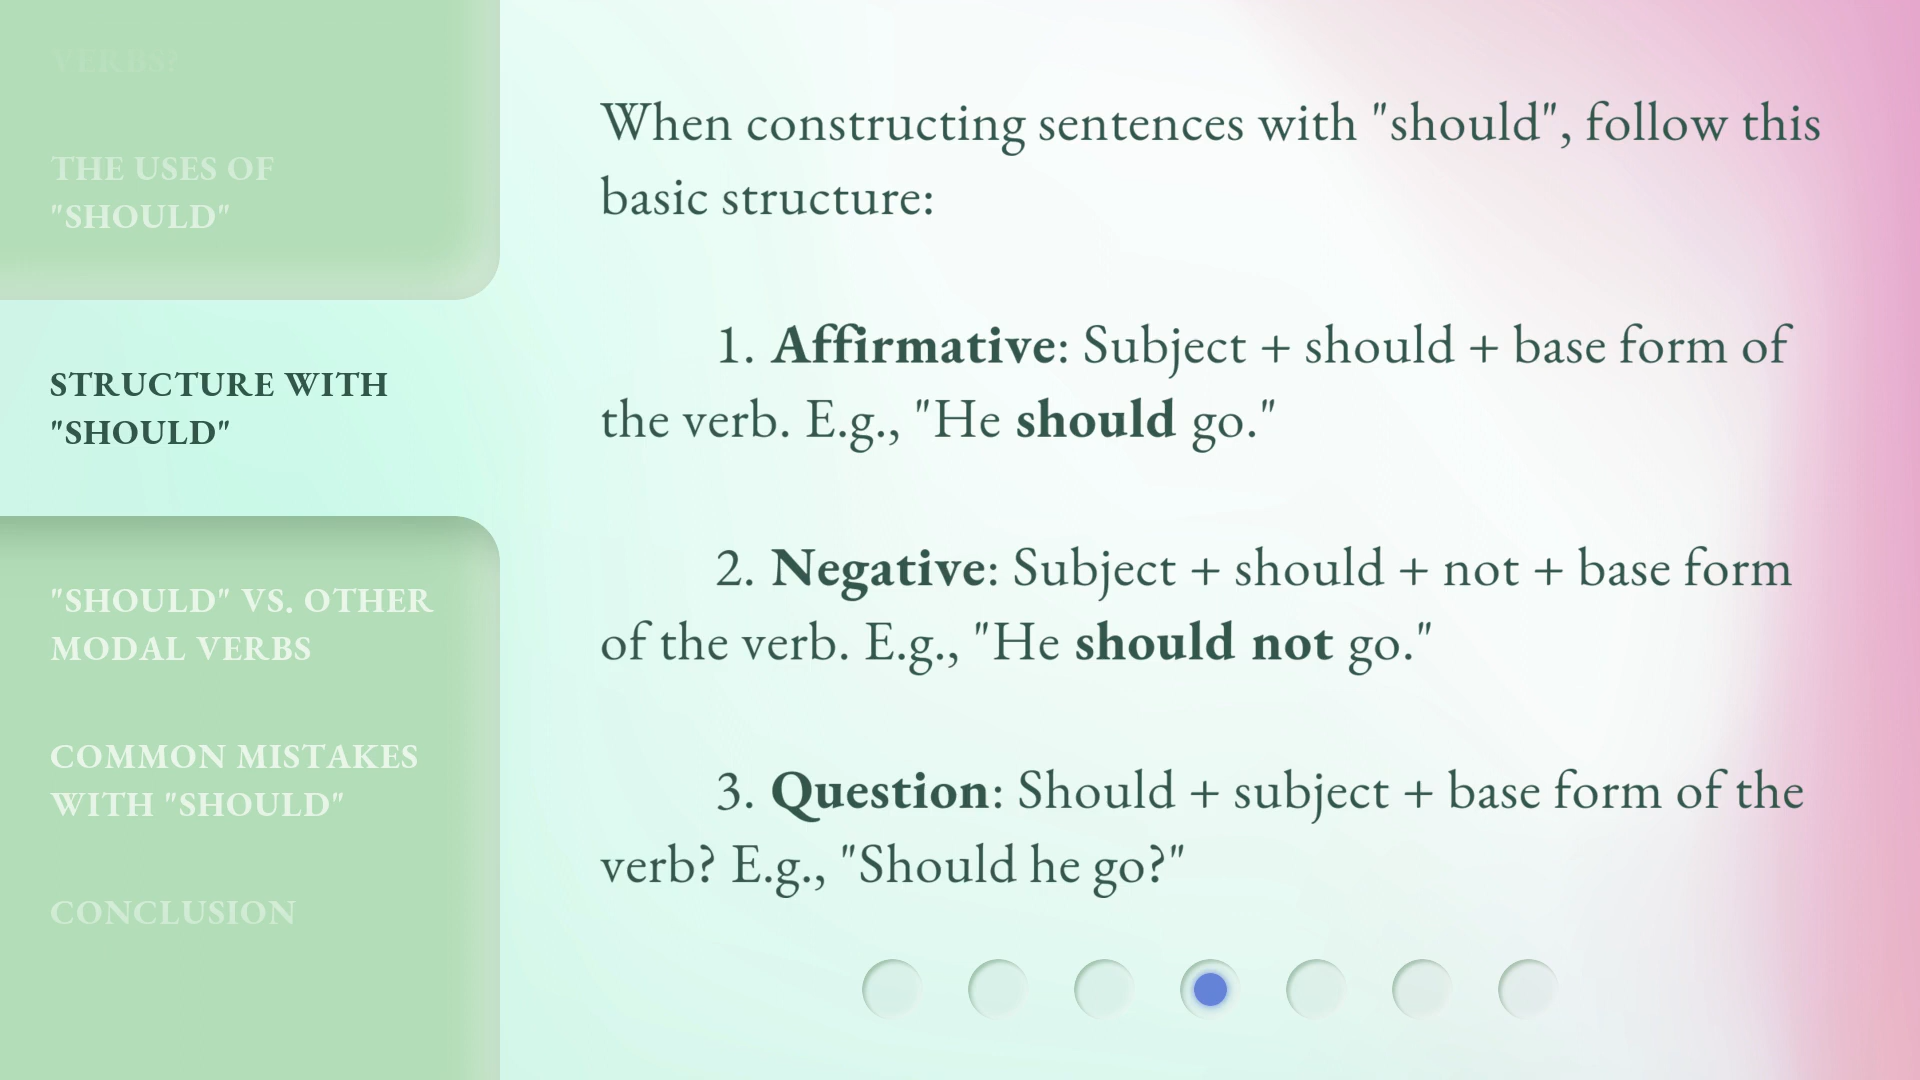 VERBS?
THE USES OF
"SHOULD"
STRUCTURE WITH
"SHOULD"
"SHOULD" VS. OTHER
MODAL VERBS
COMMON MISTAKES
WITH "SHOULD"
CONCLUSION
When constructing sentences with "should", follow this
basic structure:
1. Affirmative: Subject + should + base form of
the verb. E.g., "He should go."
2. Negative: Subject + should + not + base form
of the verb. E.g., "He should not go."
3. Question: Should + subject + base form of the
verb? E.g., "Should he go?"